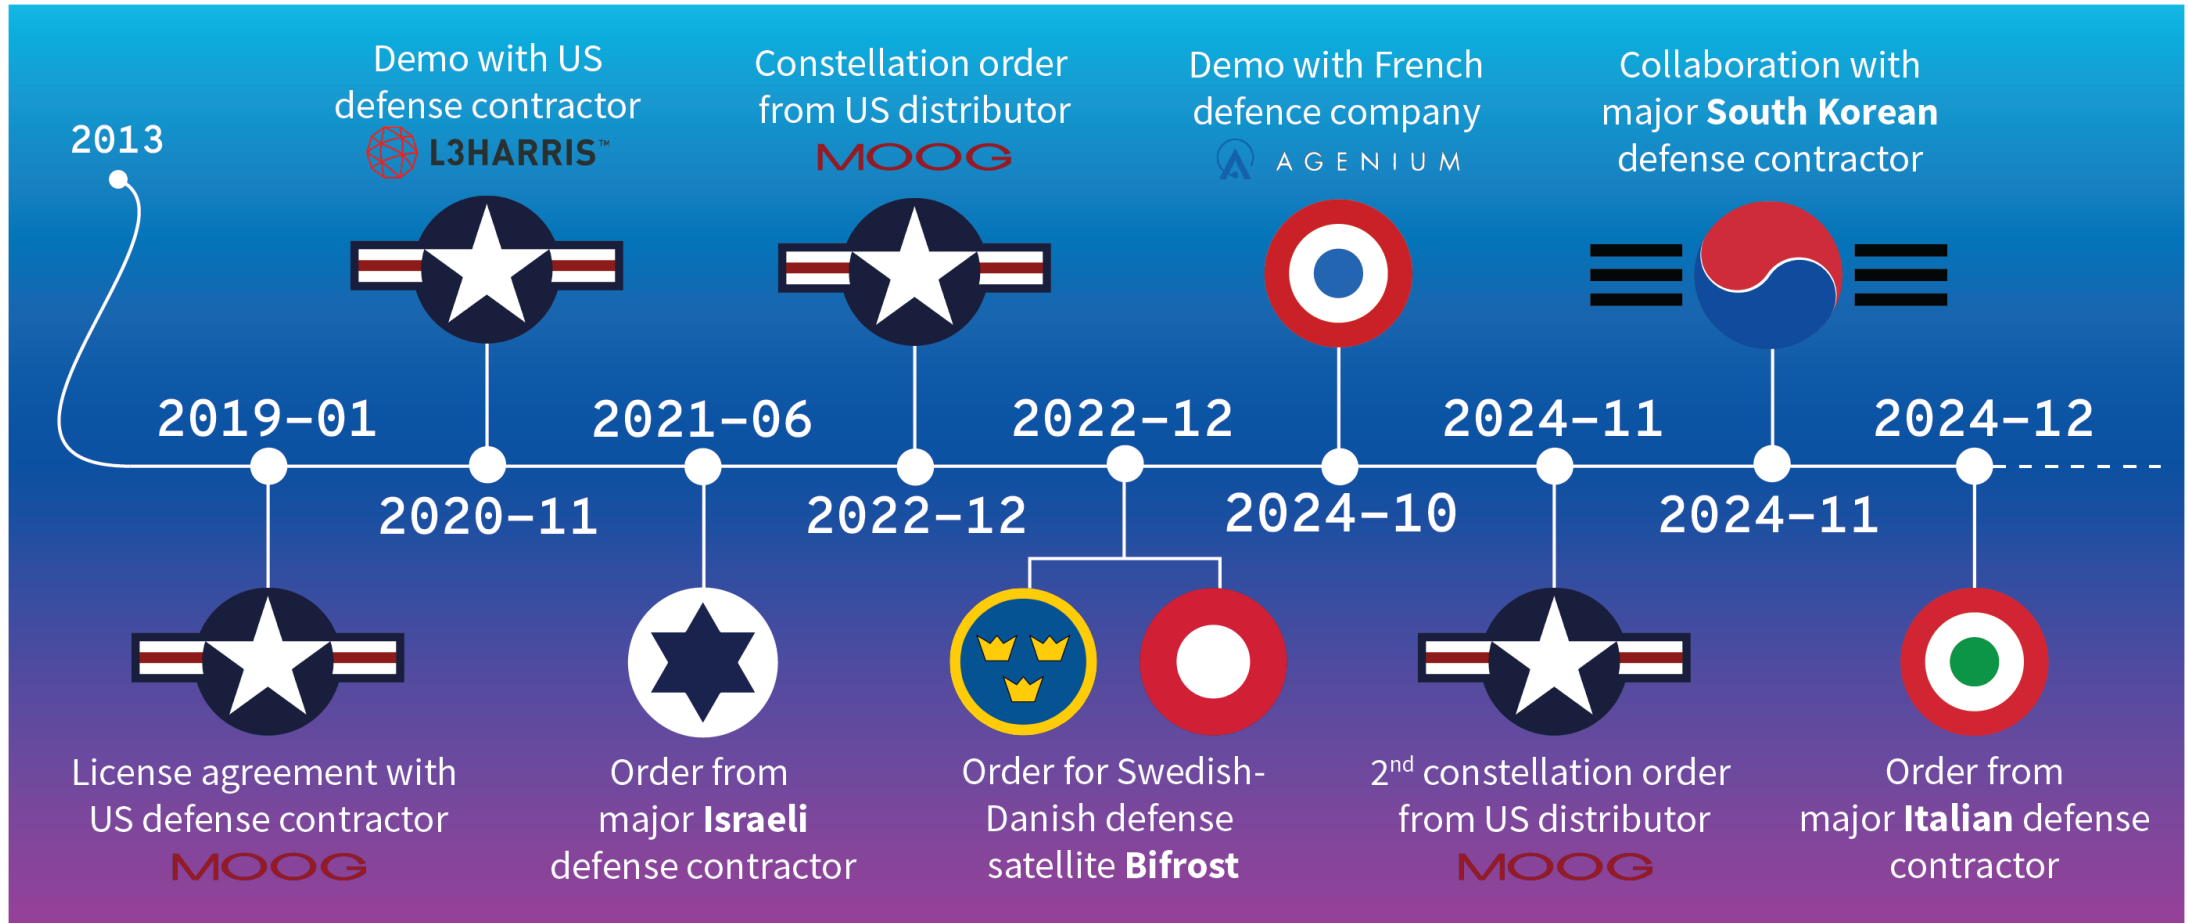 2013
Demo with US
defense contractor
L3HARRIS™
Constellation order
from US distributor
MOOG
Demo with French
defence company
AGENIUM
Collaboration with
major South Korean
defense contractor
2019-01
2021-06
2022-12
2024-11
2024-12
2020-11
2022-12
2024-10
2024-11
License agreement with
US defense contractor
MOOG
Order from
major Israeli
defense contractor
Order for Swedish-
Danish defense
satellite Bifrost
2nd constellation order
from US distributor
MOOG
Order from
major Italian defense
contractor